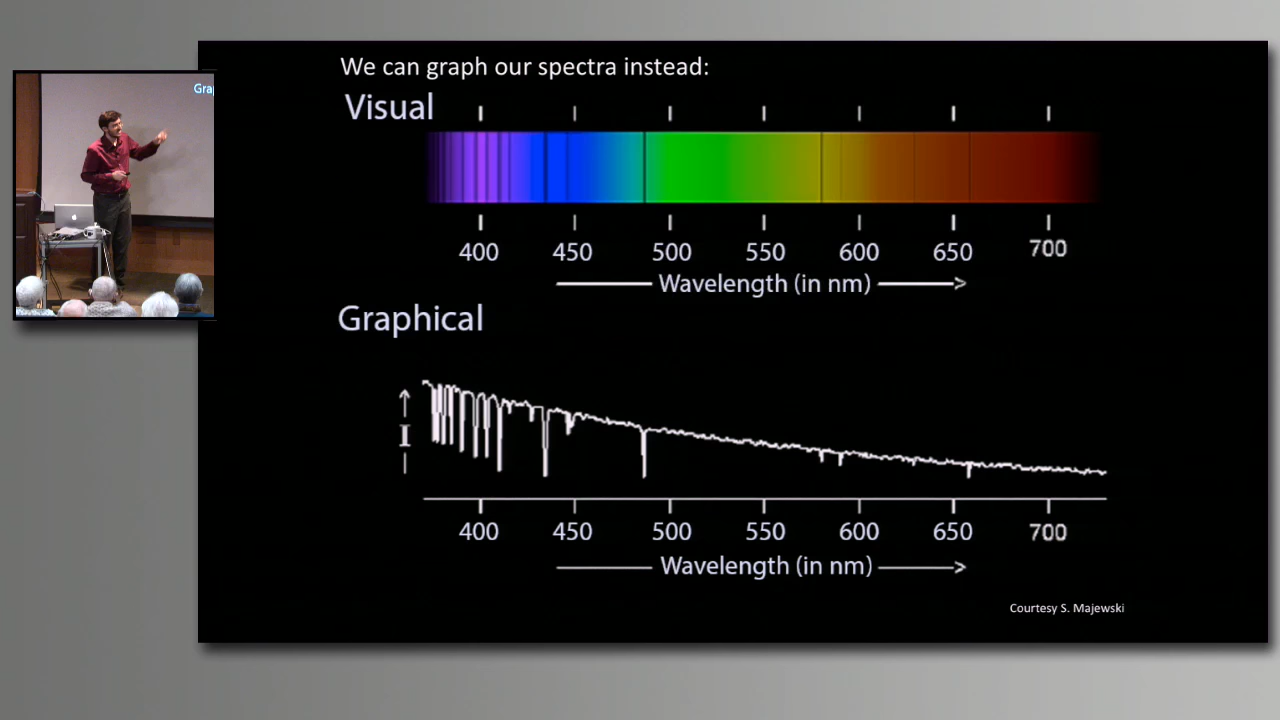 We can graph our spectra instead:
Visual
400 450 500 550 600 650 700
Wavelength (in nm)
Graphical
I
400 450 500 550 600 650 700
Wavelength (in nm)
Courtesy S. Majewski